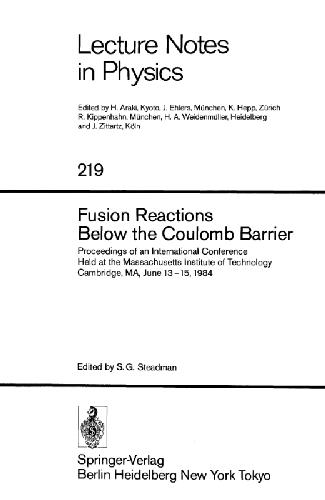 Lecture Notes
in Physics
Edited by H. Araki, Kyoto, J. Ehlers, München, K. Hepp, Zürich
R. Kippenhahn, München, H. A. Weidenmüller, Heidelberg
and J. Zittartz, Köln
219
Fusion Reactions
Below the Coulomb Barrier
Proceedings of an International Conference
Held at the Massachusetts Institute of Technology
Cambridge, MA, June 13–15, 1984
Edited by S.G. Steadman
Springer-Verlag
Berlin Heidelberg New York Tokyo